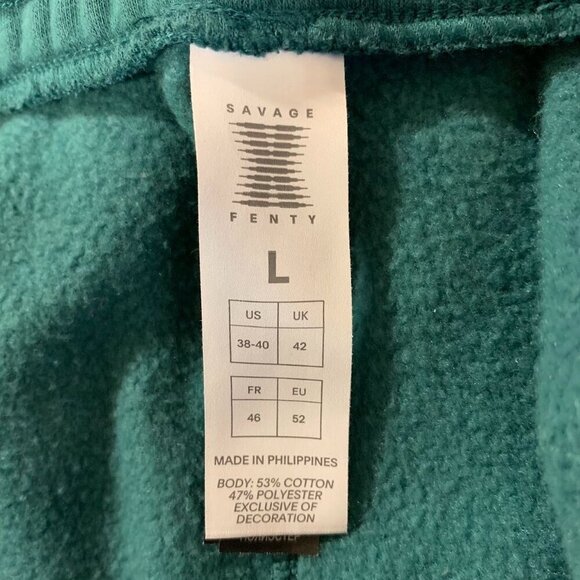 SAVAGE
FENTY
L
US UK
38-40 42
FR EU
46 52
MADE IN PHILIPPINES
BODY: 53% COTTON
47% POLYESTER
EXCLUSIVE OF
DECORATION